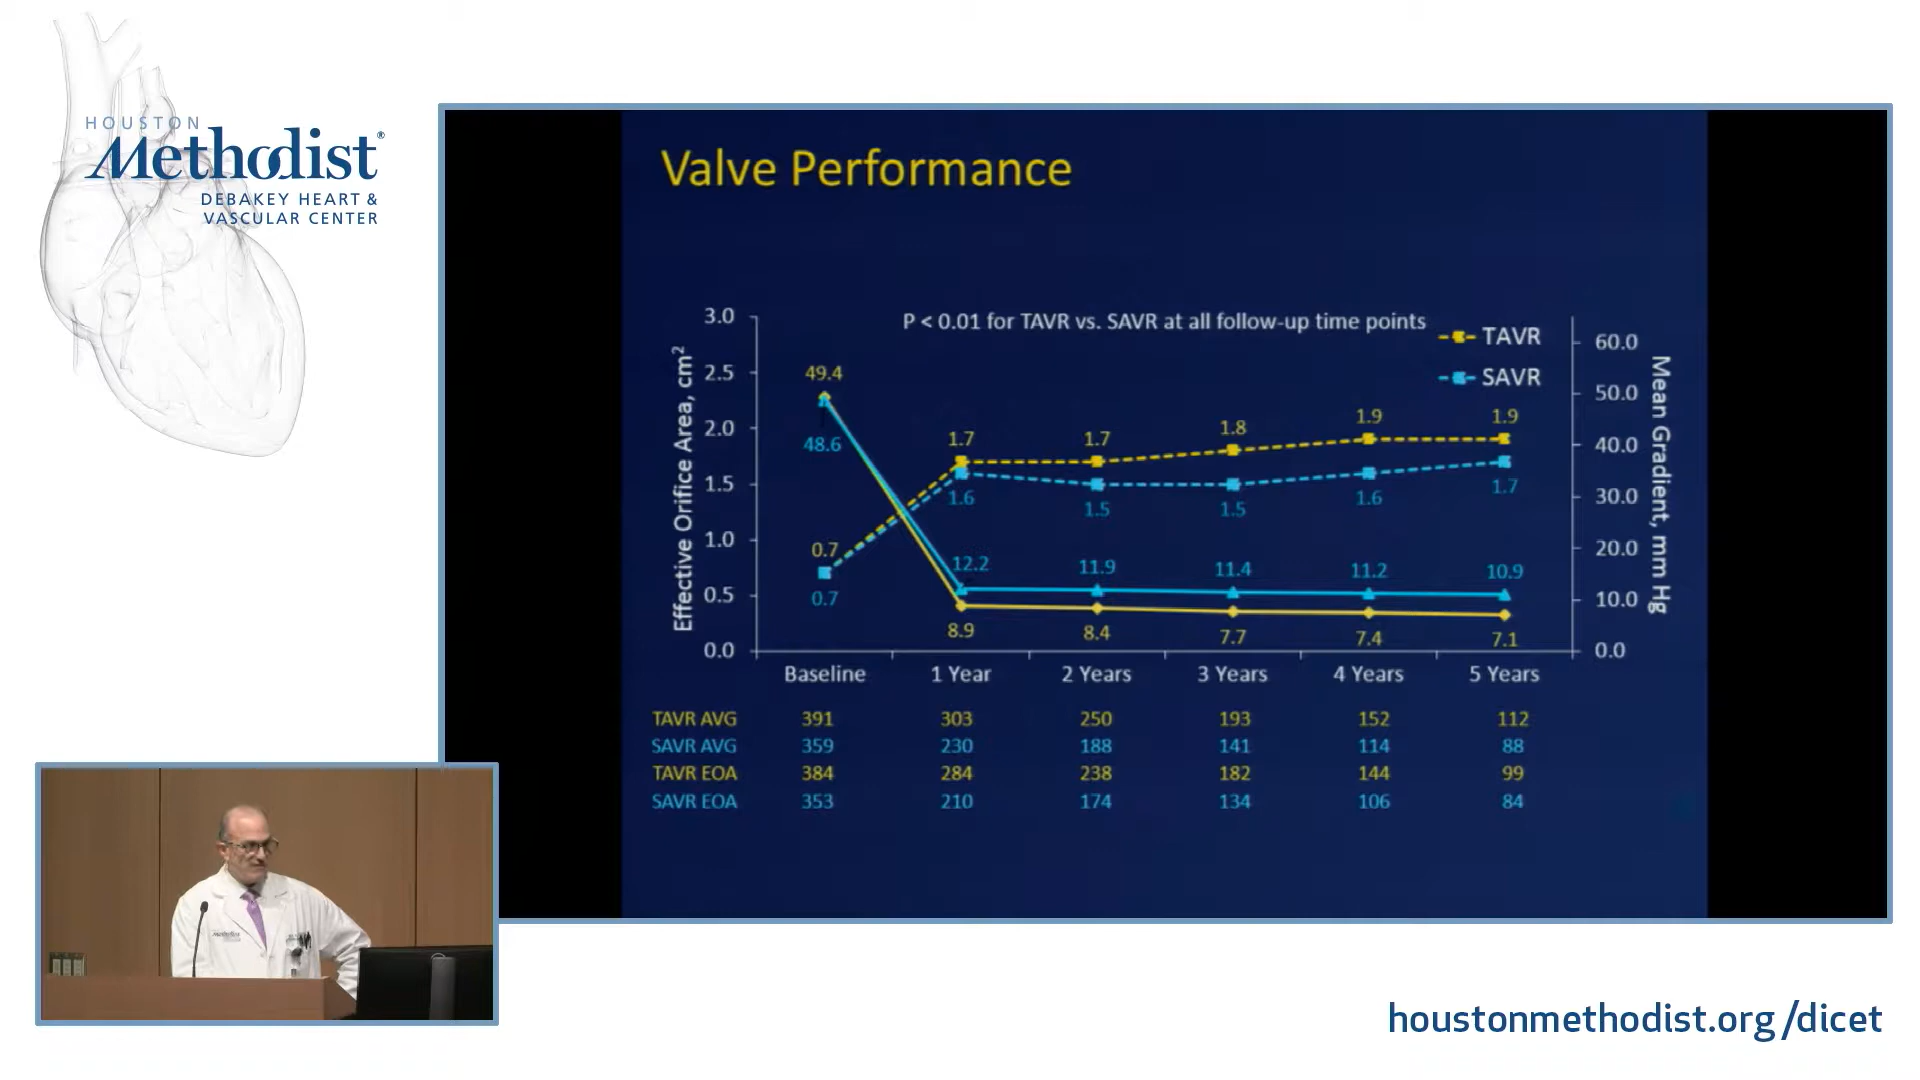 HOUSTON
Methodist®
DEBAKEY HEART &
VASCULAR CENTER
Valve Performance
P < 0.01 for TAVR vs. SAVR at all follow-up time points
TAVR
SAVR
Effective Orifice Area, cm²
3.0
2.5
2.0
1.5
1.0
0.5
0.0
Mean Gradient, mm Hg
60.0
50.0
40.0
30.0
20.0
10.0
0.0
49.4
48.6
0.7 1.7 1.7 1.8 1.9 1.9
0.7 1.6 1.5 1.5 1.6 1.7
12.2 11.9 11.4 11.2 10.9
8.9 8.4 7.7 7.4 7.1
Baseline 1 Year 2 Years 3 Years 4 Years 5 Years
TAVR AVG 391 303 250 193 152 112
SAVR AVG 359 230 188 141 114 88
TAVR EOA 384 284 238 182 144 99
SAVR EOA 353 210 174 134 106 84
Methodist
houstonmethodist.org/dicet